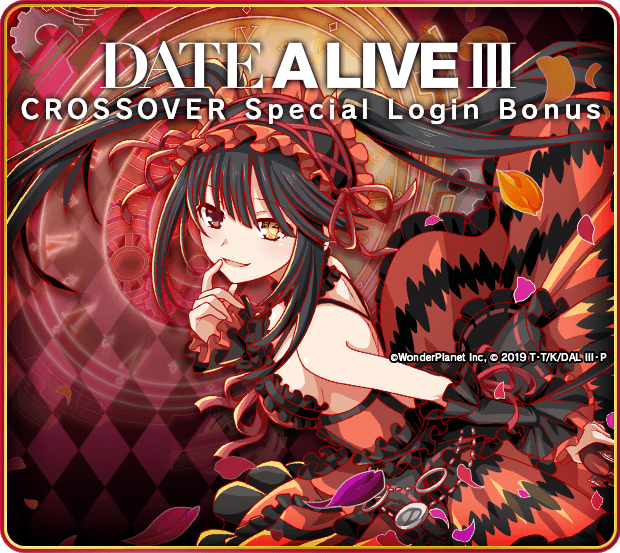 DATE A LIVE III
CROSSOVER Special Login Bonus
©WonderPlanet Inc, © 2019 T･T/K/DAL III･P